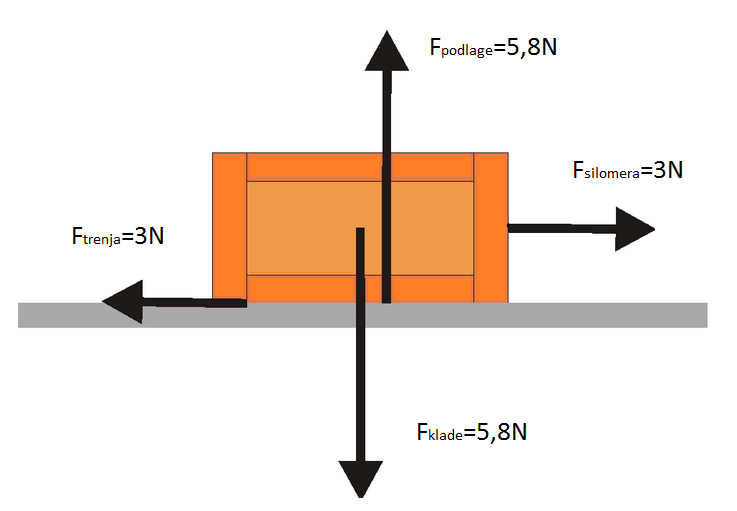 Fpodlage=5,8N
Fsilomera=3N
Ftrenja=3N
Fklade=5,8N